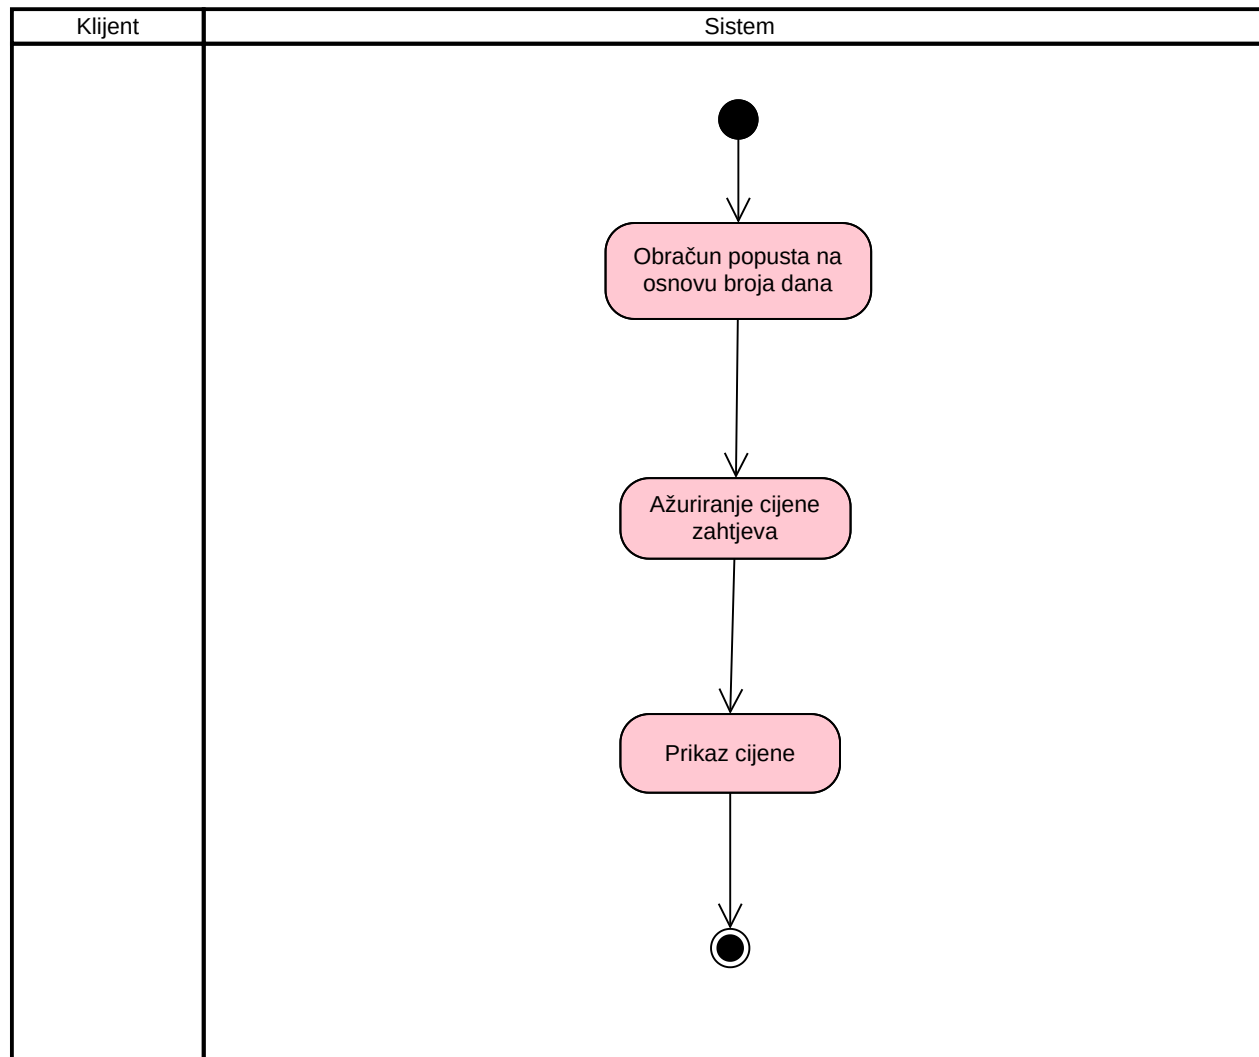 Klijent
Sistem
Obračun popusta na
osnovu broja dana
Ažuriranje cijene
zahtjeva
Prikaz cijene